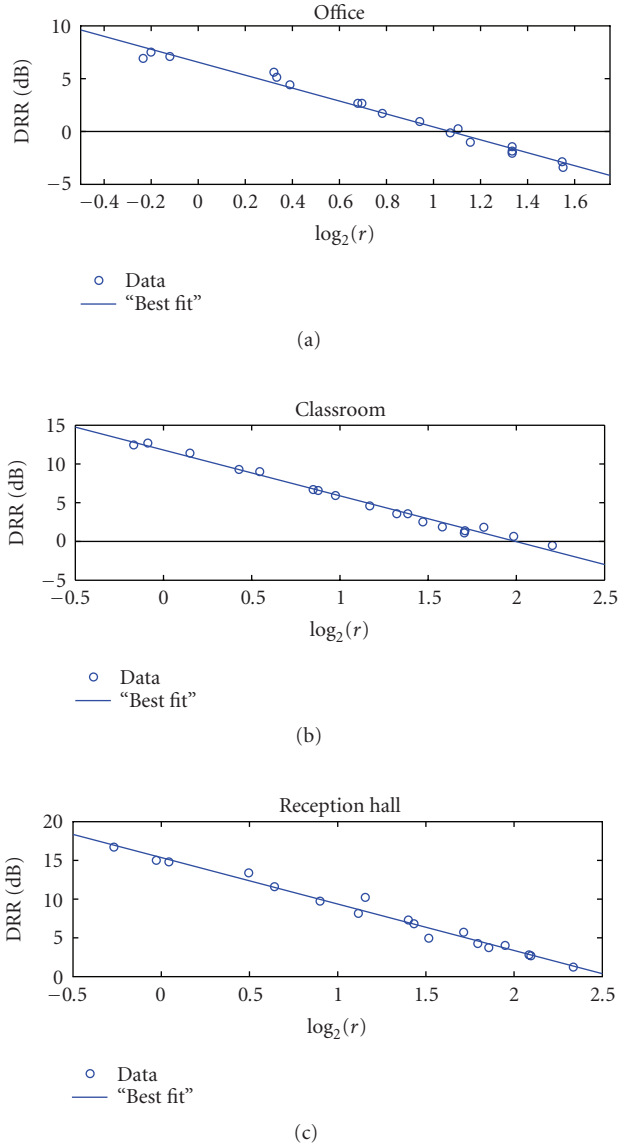 Office
10
5
0
−5
DRR (dB)
−0.4 −0.2 0 0.2 0.4 0.6 0.8 1 1.2 1.4 1.6
log₂(r)
Data
“Best fit”
(a)
Classroom
15
10
5
0
−5
DRR (dB)
−0.5 0 0.5 1 1.5 2 2.5
log₂(r)
Data
“Best fit”
(b)
Reception hall
20
15
10
5
0
DRR (dB)
−0.5 0 0.5 1 1.5 2 2.5
log₂(r)
Data
“Best fit”
(c)